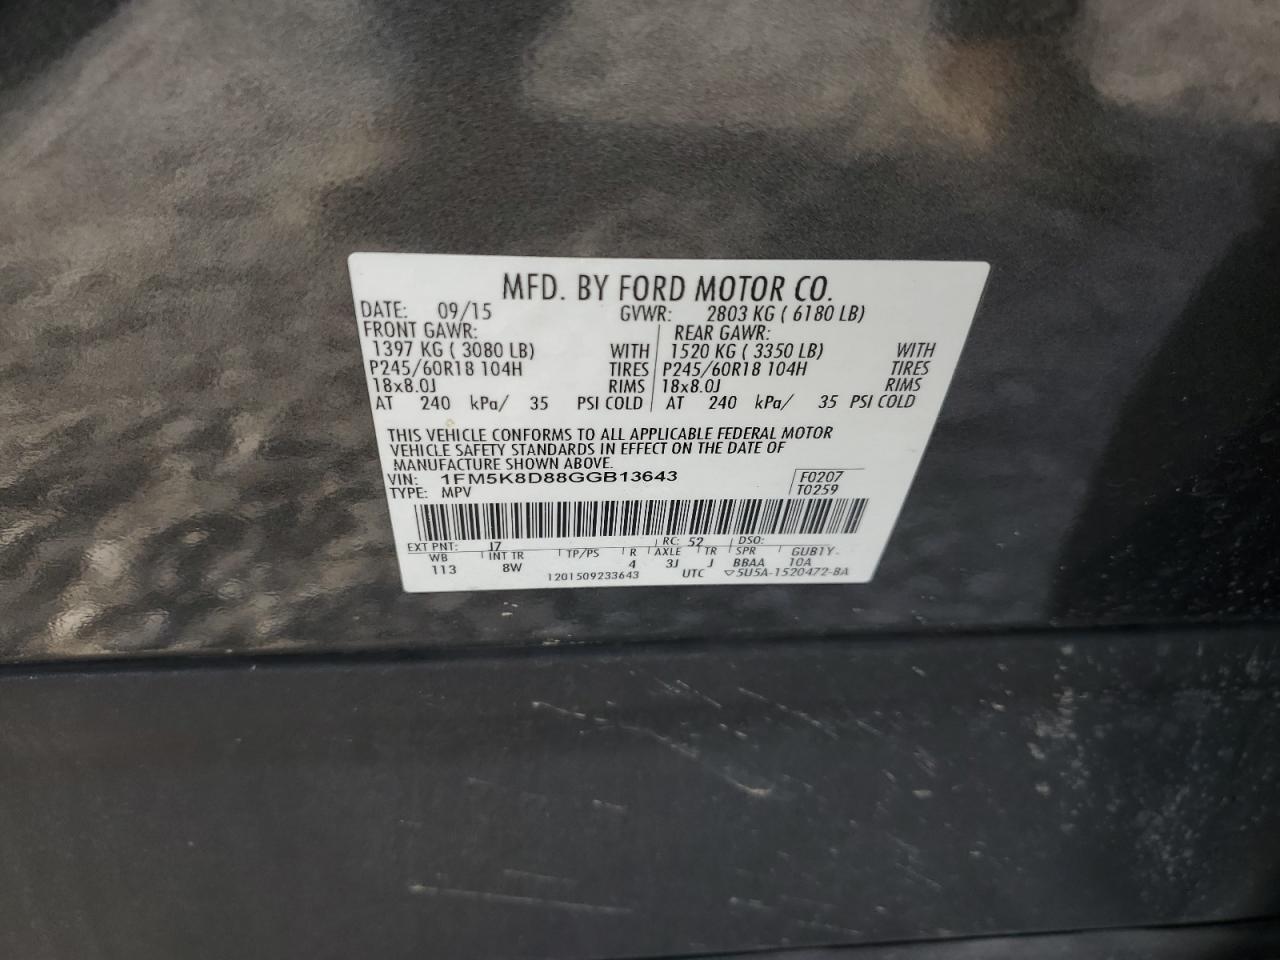 MFD. BY FORD MOTOR CO.
DATE: 09/15 GVWR: 2803 KG ( 6180 LB)
FRONT GAWR: REAR GAWR:
1397 KG ( 3080 LB) WITH 1520 KG ( 3350 LB) WITH
P245/60R18 104H TIRES P245/60R18 104H TIRES
18x8.0J RIMS 18x8.0J RIMS
AT 240 kPa/ 35 PSI COLD AT 240 kPa/ 35 PSI COLD
THIS VEHICLE CONFORMS TO ALL APPLICABLE FEDERAL MOTOR
VEHICLE SAFETY STANDARDS IN EFFECT ON THE DATE OF
MANUFACTURE SHOWN ABOVE.
VIN: 1FM5K8D88GGB13643 F0207
TYPE: MPV T0259
EXT PNT: J7 RC: 52 DSO:
WB INT TR TP/PS R AXLE TR SPR GUB1Y-
113 8W 4 3J J BBAA 10A
1201509233643 UTC ▽5U5A-1520472-BA